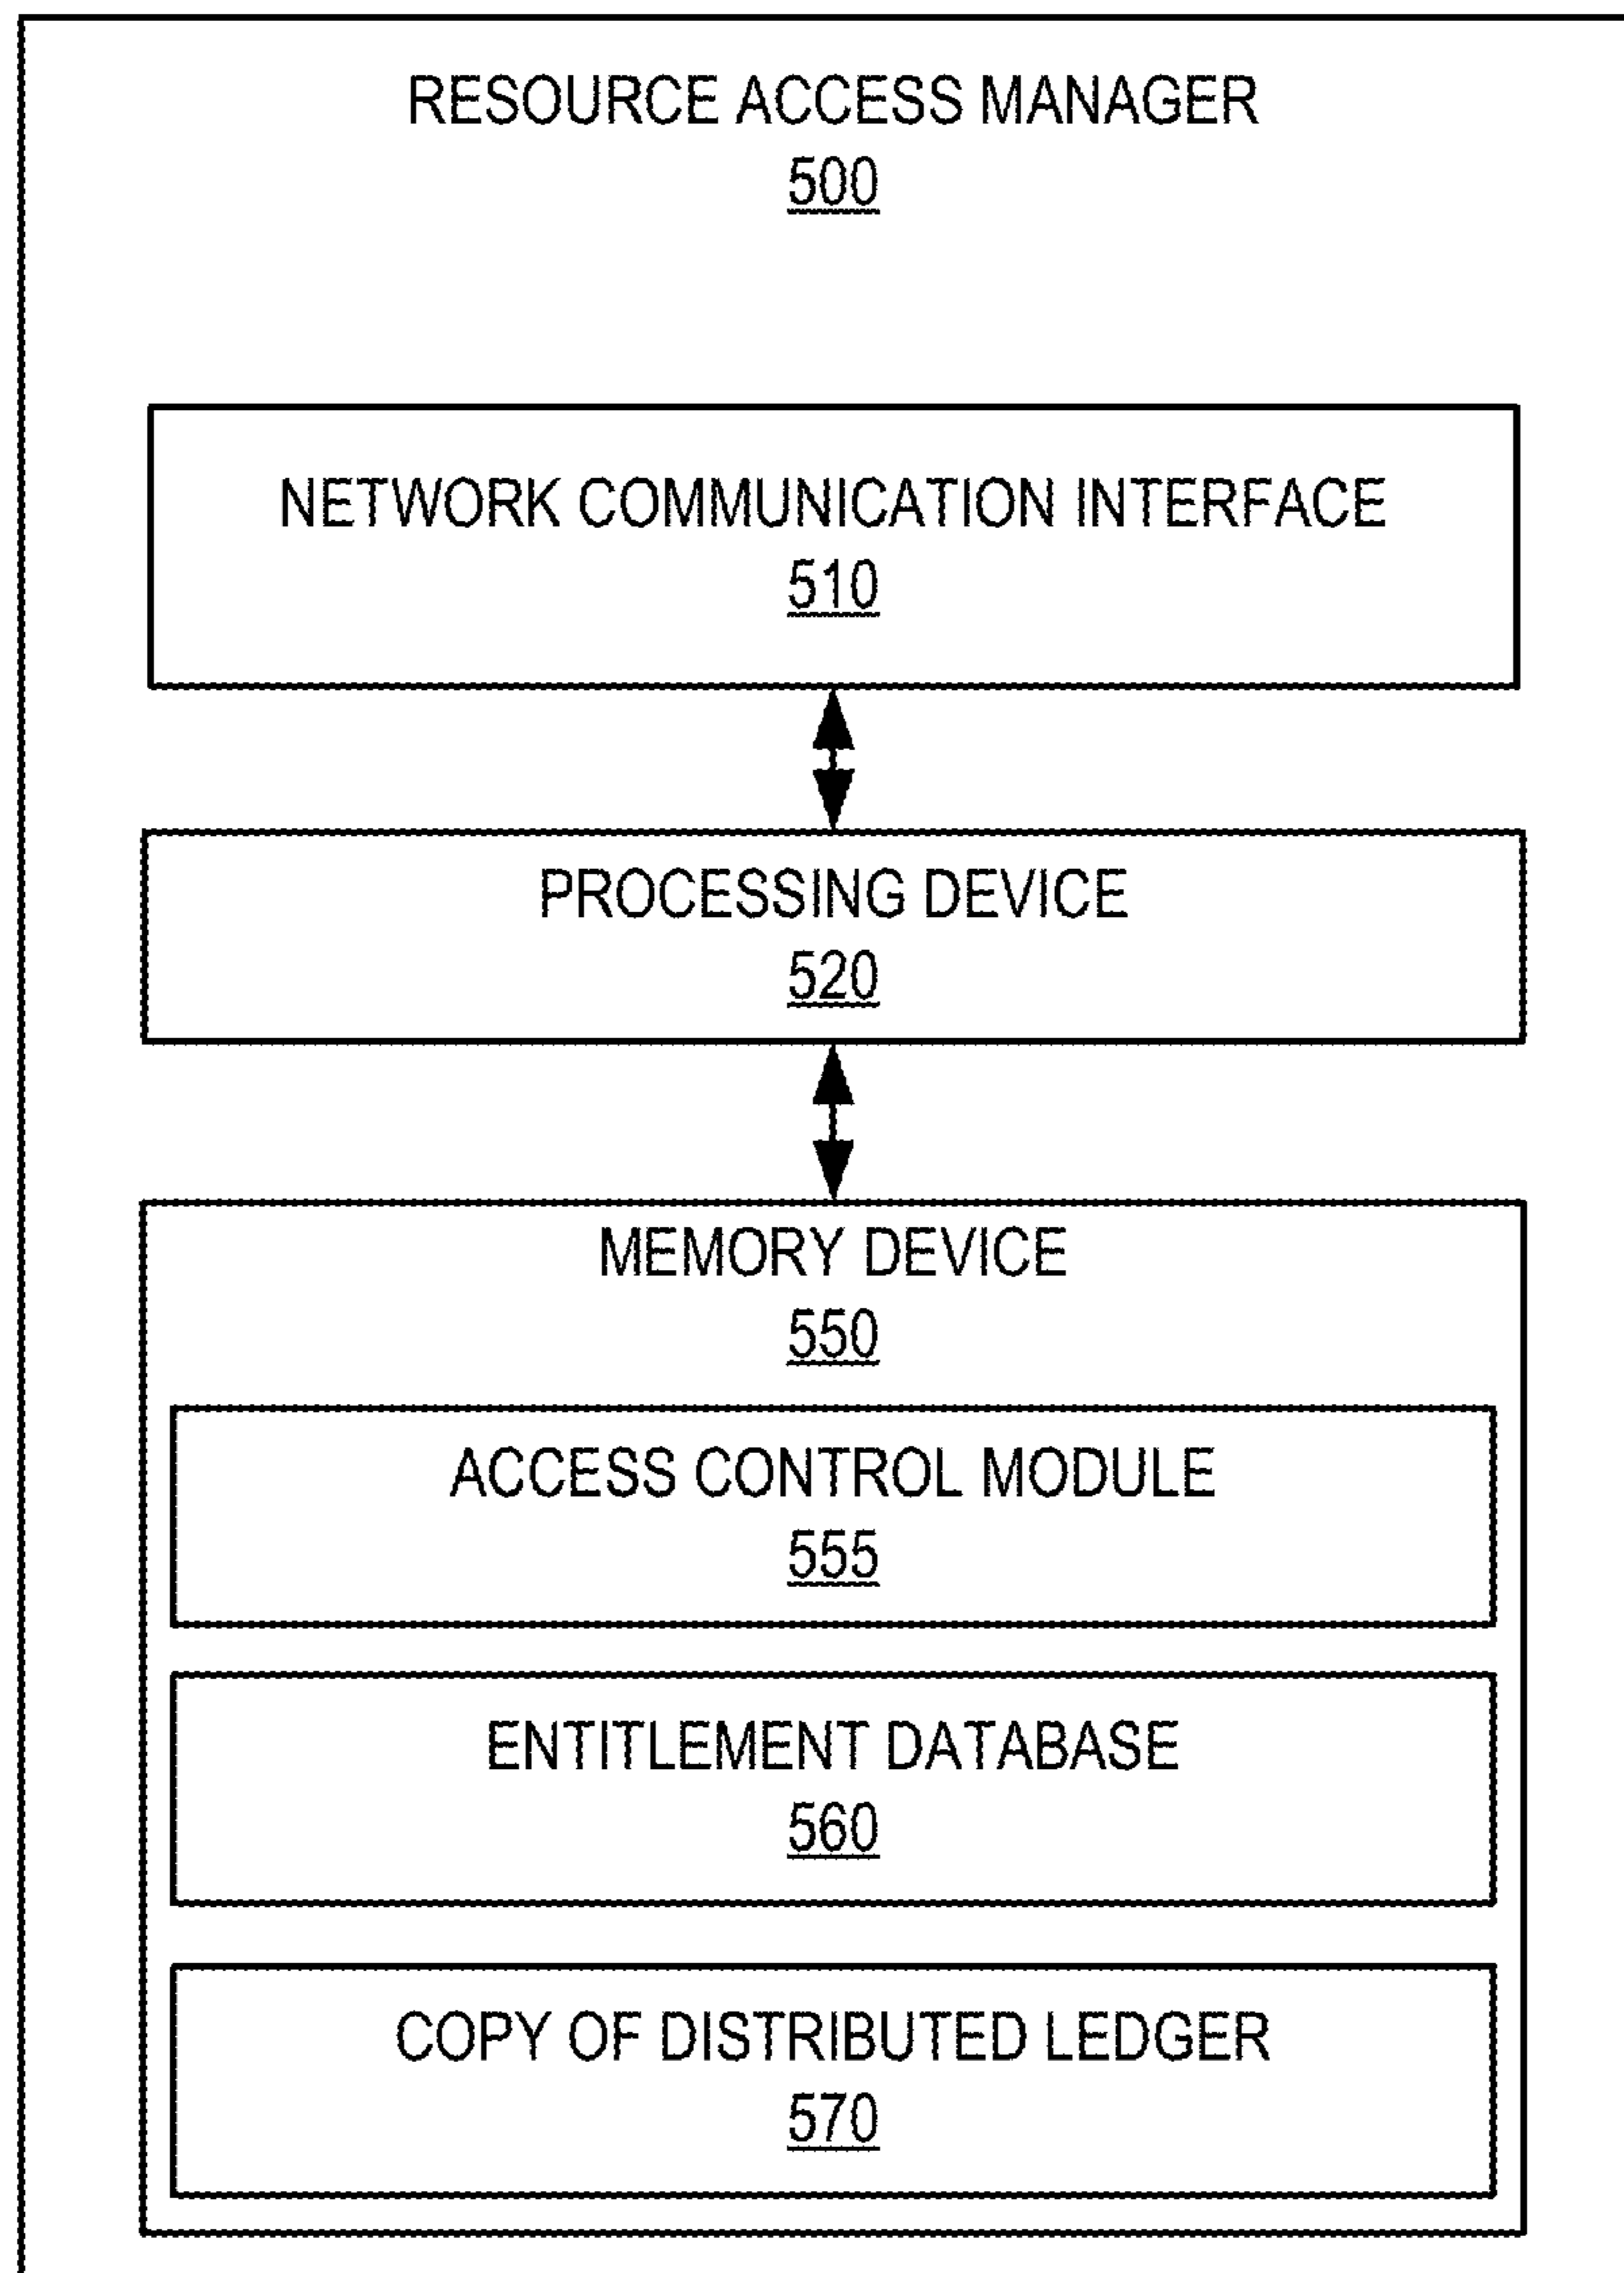 RESOURCE ACCESS MANAGER
500
NETWORK COMMUNICATION INTERFACE
510
PROCESSING DEVICE
520
MEMORY DEVICE
550
ACCESS CONTROL MODULE
555
ENTITLEMENT DATABASE
560
COPY OF DISTRIBUTED LEDGER
570